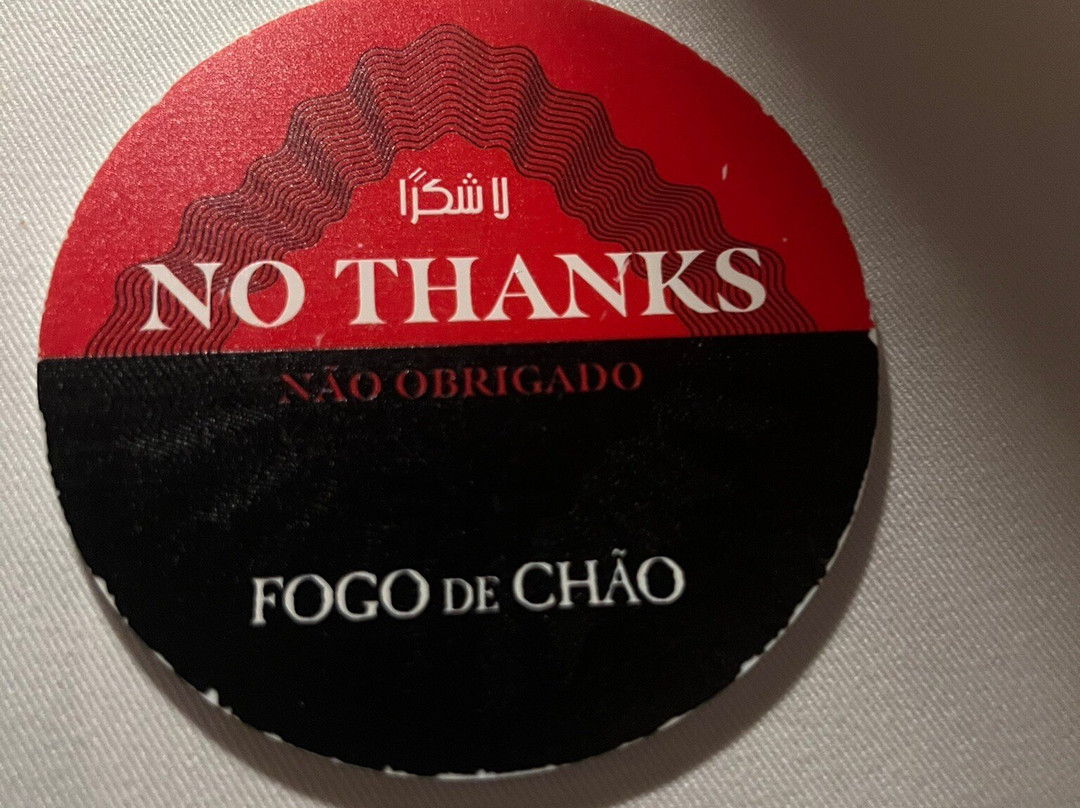 لا شكرًا
NO THANKS
NÃO OBRIGADO
FOGO DE CHÃO